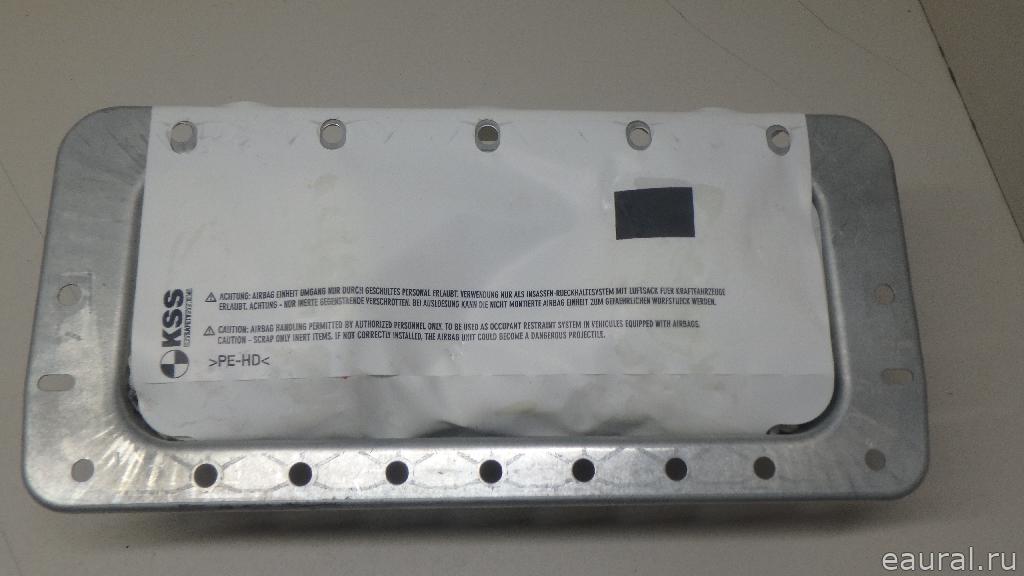 KSS
KEYSAFETYSYSTEMS
ACHTUNG: AIRBAG EINHEIT UMGANG NUR DURCH GESCHULTES PERSONAL ERLAUBT. VERWENDUNG NUR ALS INSASSEN-RUECKHALTESYSTEM MIT LUFTSACK FUER KRAFTFAHRZEUGE
ERLAUBT. ACHTUNG - NUR INERTE GEGENSTAENDE VERSCHROTTEN. BEI AUSLOESUNG KANN DIE NICHT MONTIERTE AIRBAG EINHEIT ZUM GEFAEHRLICHEN WURFSTUECK WERDEN.
CAUTION: AIRBAG HANDLING PERMITTED BY AUTHORIZED PERSONNEL ONLY. TO BE USED AS OCCUPANT RESTRAINT SYSTEM IN VEHICULES EQUIPPED WITH AIRBAGS.
CAUTION - SCRAP ONLY INERT ITEMS. IF NOT CORRECTLY INSTALLED, THE AIRBAG UNIT COULD BECOME A DANGEROUS PROJECTILE.
>PE-HD<
eaural.ru